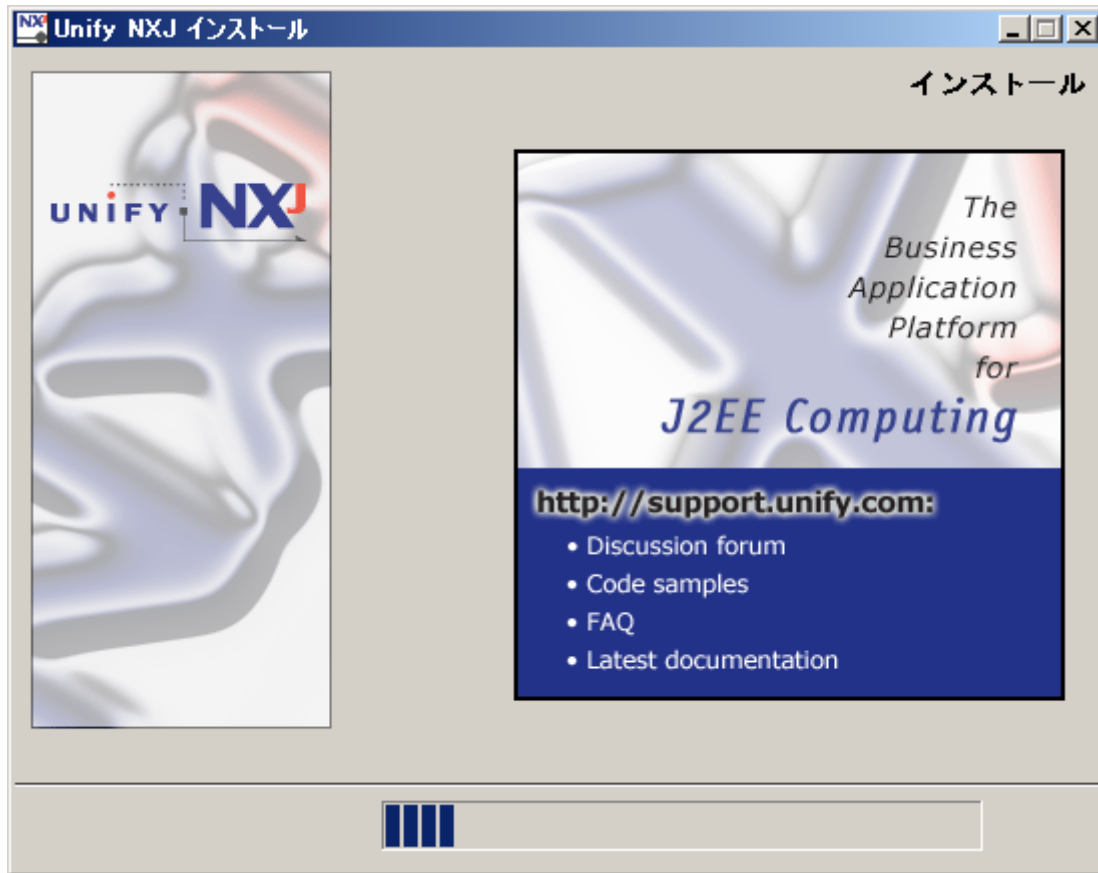 Unify NXJ インストール
インストール
UNiFY NXJ
The
Business
Application
Platform
for
J2EE Computing
http://support.unify.com:
• Discussion forum
• Code samples
• FAQ
• Latest documentation